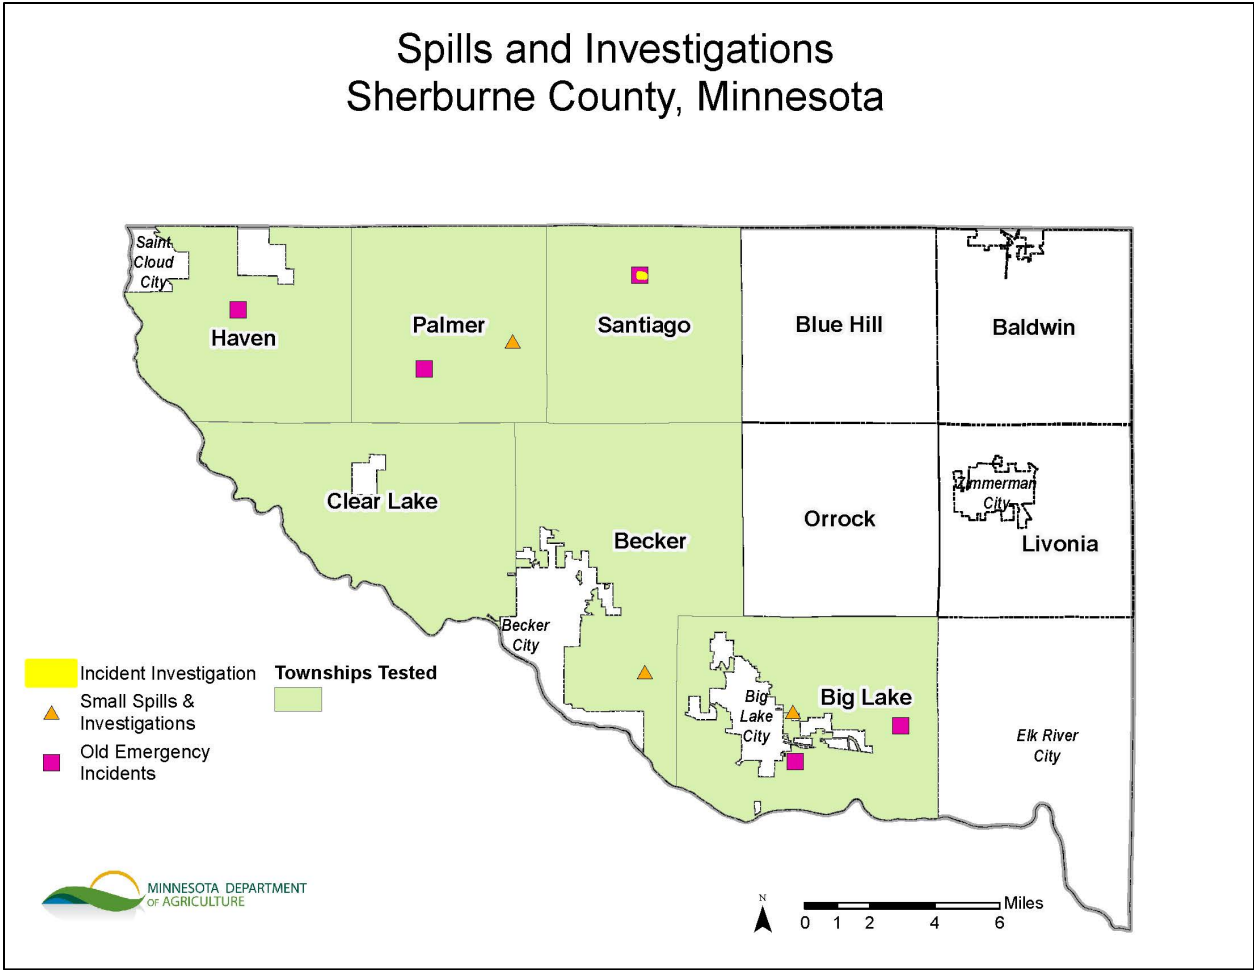 Spills and Investigations
Sherburne County, Minnesota
Saint
Cloud
City
Haven
Palmer
Santiago
Blue Hill
Baldwin
Clear Lake
Becker
Orrock
Zimmerman
City
Livonia
Becker
City
Big
Lake
City
Big Lake
Elk River
City
Incident Investigation
Small Spills &
Investigations
Old Emergency
Incidents
Townships Tested
MINNESOTA DEPARTMENT
OF AGRICULTURE
N
Miles
0 1 2 4 6